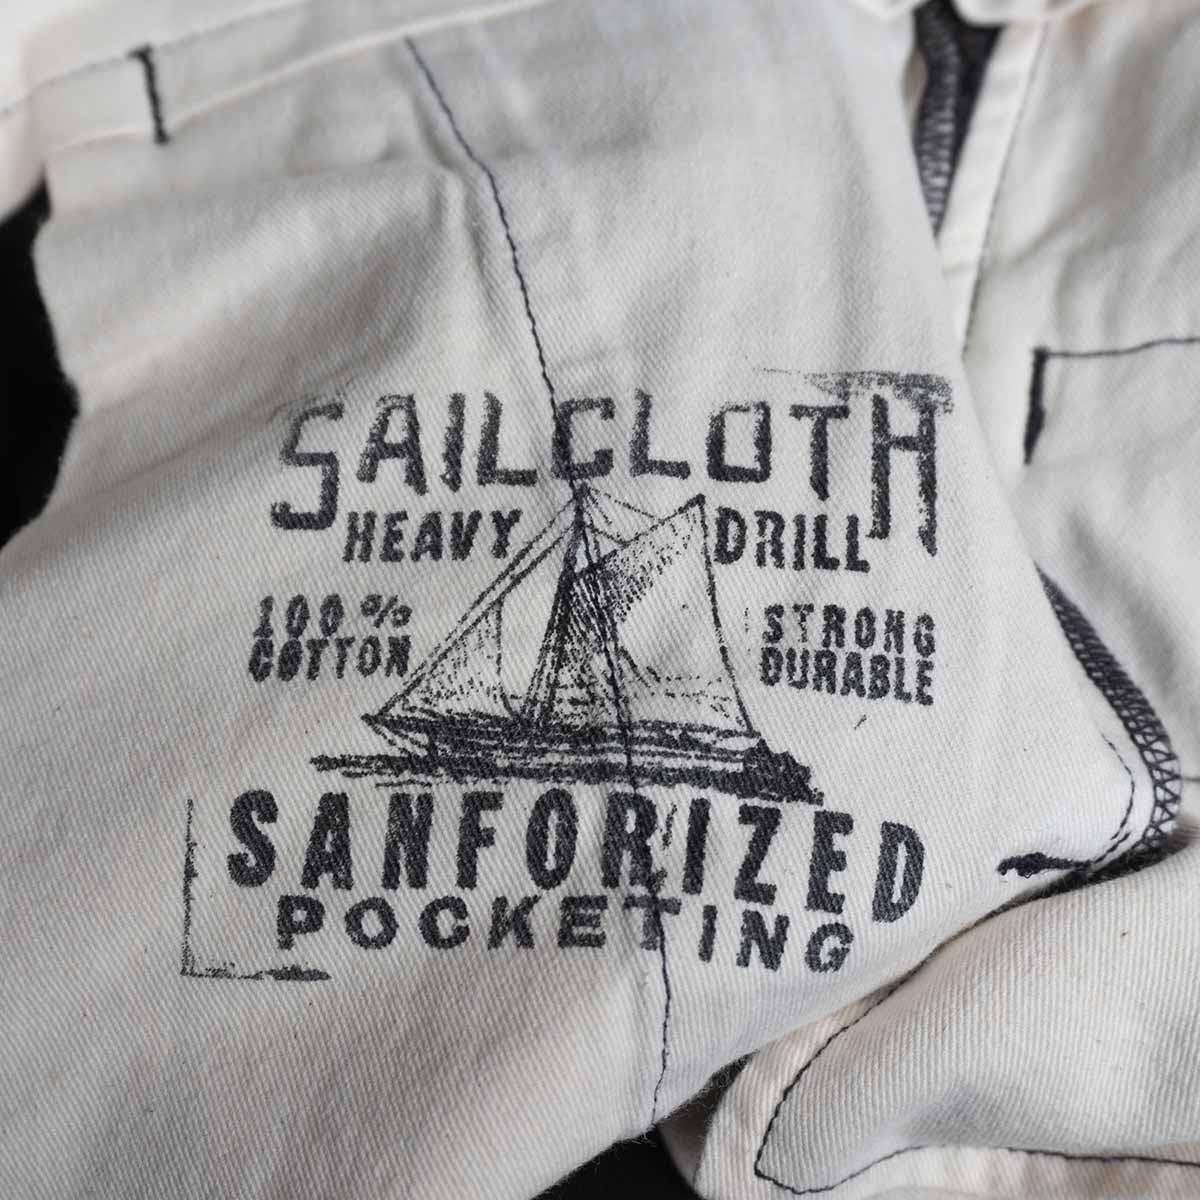 SAILCLOTH
HEAVY DRILL
100% COTTON
STRONG DURABLE
SANFORIZED
POCKETING